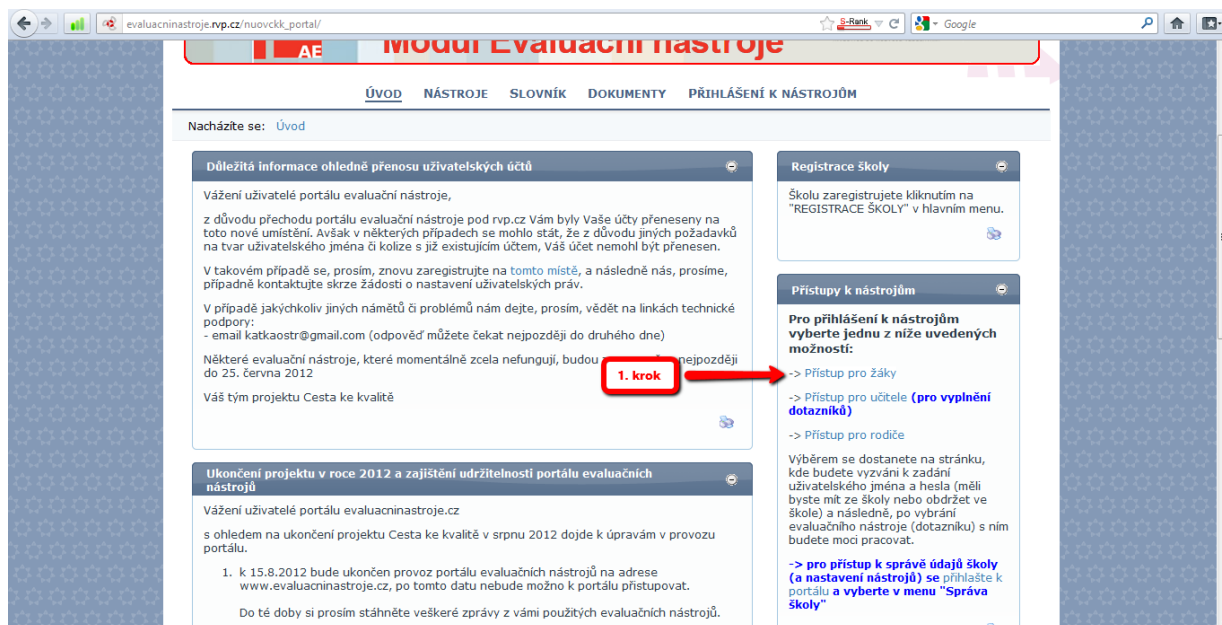 evaluacninastroje.rvp.cz/nuovckk_portal/
S-Rank
Google
AE
Modul Evaluační nástroje
ÚVOD NÁSTROJE SLOVNÍK DOKUMENTY PŘIHLÁŠENÍ K NÁSTROJŮM
Nacházíte se: Úvod
Důležitá informace ohledně přenosu uživatelských účtů
Vážení uživatelé portálu evaluační nástroje,
z důvodu přechodu portálu evaluační nástroje pod rvp.cz Vám byly Vaše účty přeneseny na
toto nové umístění. Avšak v některých případech se mohlo stát, že z důvodu jiných požadavků
na tvar uživatelského jména či kolize s již existujícím účtem, Váš účet nemohl být přenesen.
V takovém případě se, prosím, znovu zaregistrujte na tomto místě, a následně nás, prosíme,
případně kontaktujte skrze žádosti o nastavení uživatelských práv.
V případě jakýchkoliv jiných námětů či problémů nám dejte, prosím, vědět na linkách technické
podpory:
- email katkaostr@gmail.com (odpověď můžete čekat nejpozději do druhého dne)
Některé evaluační nástroje, které momentálně zcela nefungují, budou nejpozději
do 25. června 2012
Váš tým projektu Cesta ke kvalitě
1. krok
Ukončení projektu v roce 2012 a zajištění udržitelnosti portálu evaluačních
nástrojů
Vážení uživatelé portálu evaluacninastroje.cz
s ohledem na ukončení projektu Cesta ke kvalitě v srpnu 2012 dojde k úpravám v provozu
portálu.
1. k 15.8.2012 bude ukončen provoz portálu evaluačních nástrojů na adrese
www.evaluacninastroje.cz, po tomto datu nebude možno k portálu přistupovat.
Do té doby si prosím stáhněte veškeré zprávy z vámi použitých evaluačních nástrojů.
Registrace školy
Školu zaregistrujete kliknutím na
"REGISTRACE ŠKOLY" v hlavním menu.
Přístupy k nástrojům
Pro přihlášení k nástrojům
vyberte jednu z níže uvedených
možností:
-> Přístup pro žáky
-> Přístup pro učitele (pro vyplnění
dotazníků)
-> Přístup pro rodiče
Výběrem se dostanete na stránku,
kde budete vyzváni k zadání
uživatelského jména a hesla (měli
byste mít ze školy nebo obdržet ve
škole) a následně, po vybrání
evaluačního nástroje (dotazníku) s ním
budete moci pracovat.
-> pro přístup k správě údajů školy
(a nastavení nástrojů) se přihlašte k
portálu a vyberte v menu "Správa
školy"